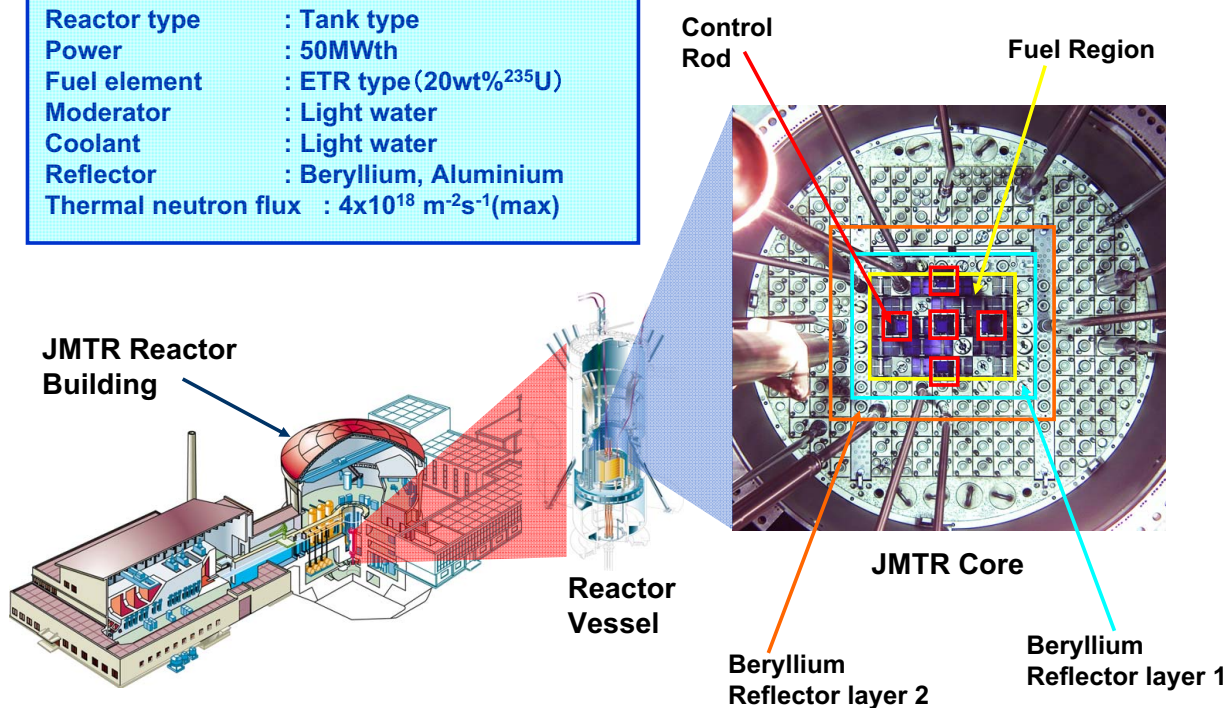 Reactor type : Tank type
Power : 50MWth
Fuel element : ETR type(20wt%²³⁵U)
Moderator : Light water
Coolant : Light water
Reflector : Beryllium, Aluminium
Thermal neutron flux : 4x10¹⁸ m⁻²s⁻¹(max)
Control
Rod
Fuel Region
JMTR Reactor
Building
Reactor
Vessel
JMTR Core
Beryllium
Reflector layer 2
Beryllium
Reflector layer 1